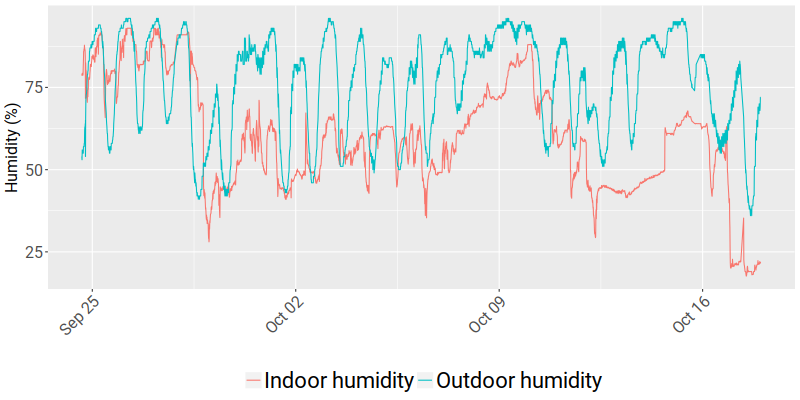 Humidity (%)
75
50
25
Sep 25
Oct 02
Oct 09
Oct 16
Indoor humidity
Outdoor humidity